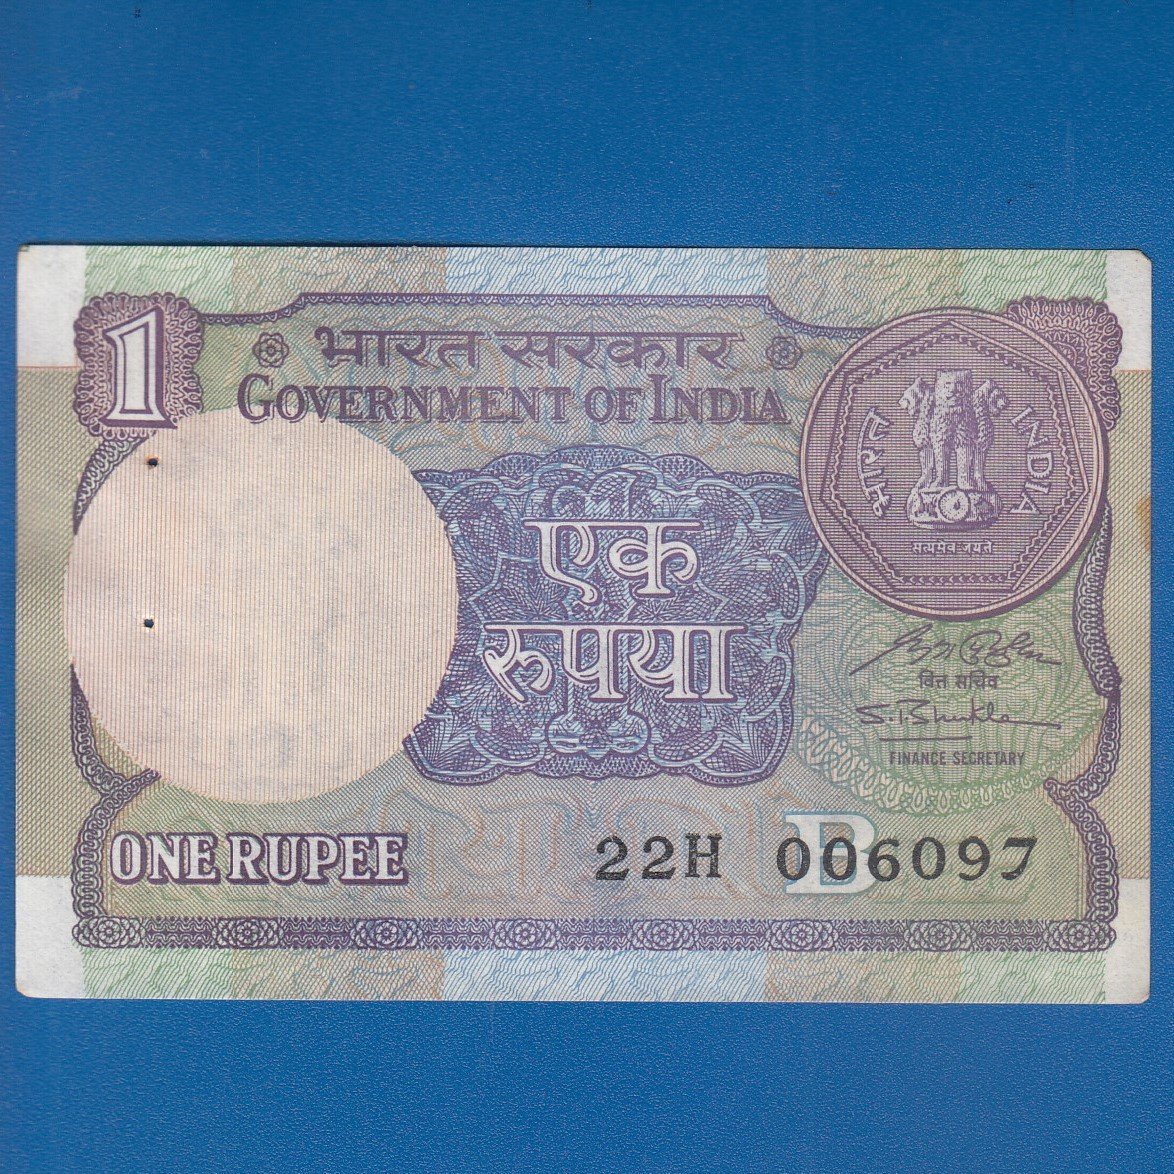 1
भारत सरकार
GOVERNMENT OF INDIA
भारत
INDIA
सत्यमेव जयते
एक
रुपया
वित्त सचिव
S. Venkitaramanan
FINANCE SECRETARY
ONE RUPEE
22H 006097
B